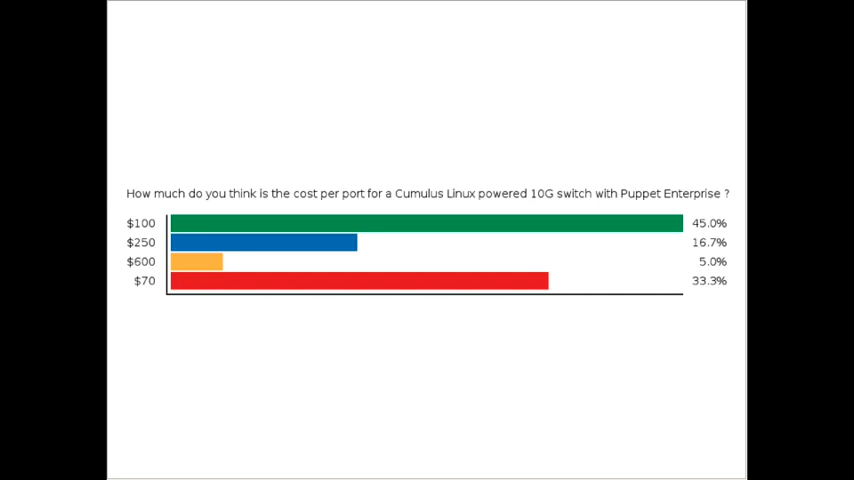 How much do you think is the cost per port for a Cumulus Linux powered 10G switch with Puppet Enterprise ?
$100 45.0%
$250 16.7%
$600 5.0%
$70 33.3%